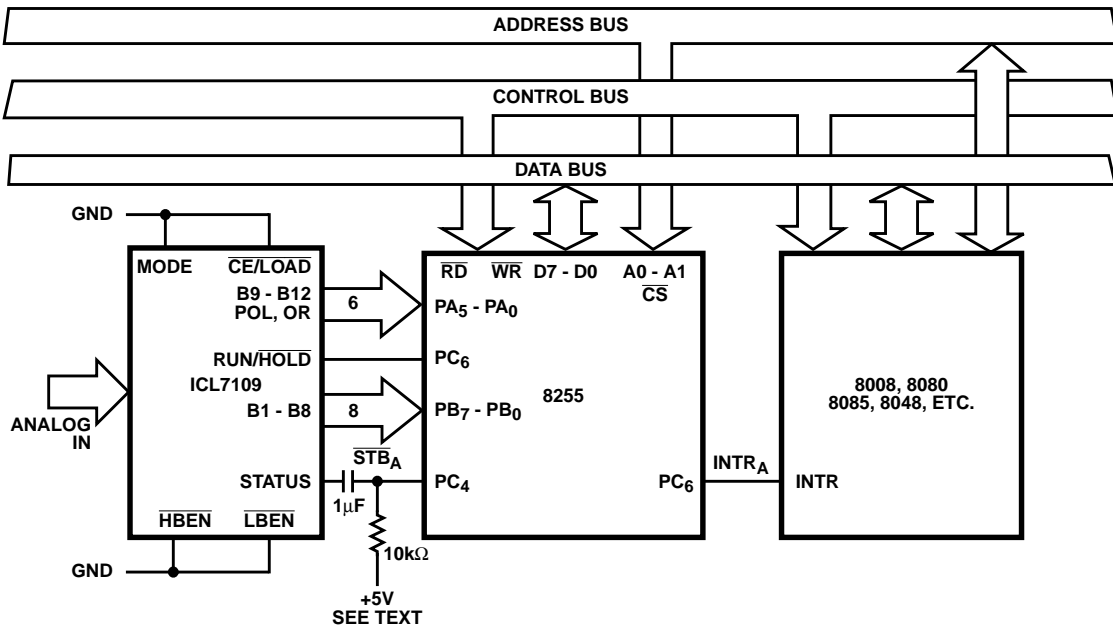 ADDRESS BUS
CONTROL BUS
DATA BUS
GND
MODE
CE/LOAD
B9 - B12
POL, OR
6
RUN/HOLD
ICL7109
B1 - B8
8
ANALOG
IN
STATUS
HBEN
LBEN
GND
1μF
STBA
10kΩ
+5V
SEE TEXT
RD
WR
D7 - D0
A0 - A1
CS
PA5 - PA0
PC6
8255
PB7 - PB0
PC4
PC6
INTRA
8008, 8080
8085, 8048, ETC.
INTR